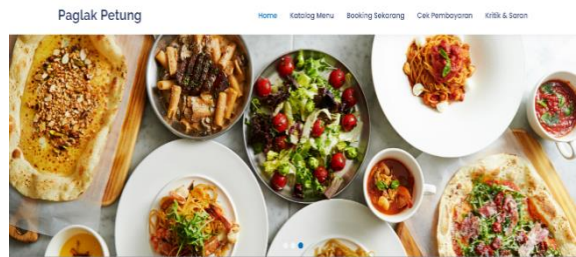 Paglak Petung
Home Katalog Menu Booking Sekarang Cek Pembayaran Kritik & Saran